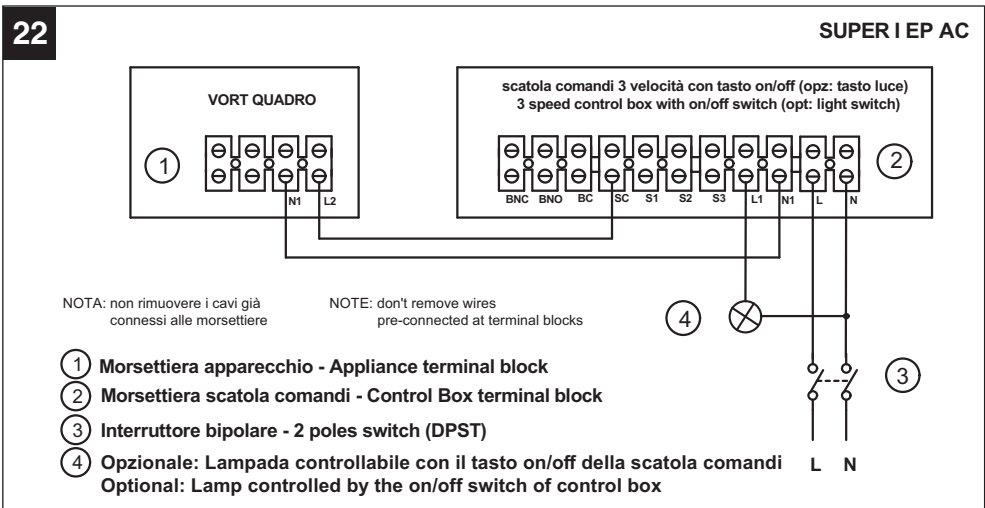 22
SUPER I EP AC
VORT QUADRO
scatola comandi 3 velocità con tasto on/off (opz: tasto luce)
3 speed control box with on/off switch (opt: light switch)
1
2
N1 L2
BNC BNO BC SC S1 S2 S3 L1 N1 L N
NOTA: non rimuovere i cavi già
connessi alle morsettiere
NOTE: don't remove wires
pre-connected at terminal blocks
4
3
1 Morsettiera apparecchio - Appliance terminal block
2 Morsettiera scatola comandi - Control Box terminal block
3 Interruttore bipolare - 2 poles switch (DPST)
4 Opzionale: Lampada controllabile con il tasto on/off della scatola comandi
Optional: Lamp controlled by the on/off switch of control box
L N